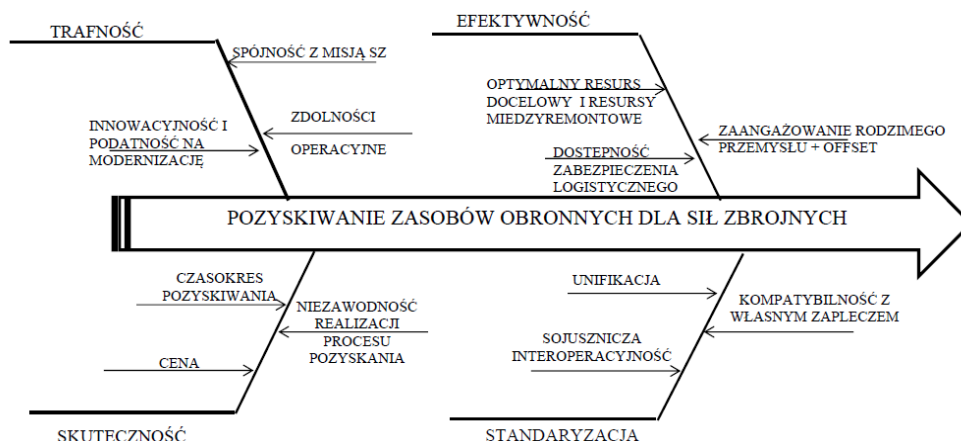 TRAFNOŚĆ
SPÓJNOŚĆ Z MISJĄ SZ
ZDOLNOŚCI
OPERACYJNE
INNOWACYJNOŚĆ I
PODATNOŚĆ NA
MODERNIZACJĘ
EFEKTYWNOŚĆ
OPTYMALNY RESURS
DOCELOWY I RESURSY
MIEDZYREMONTOWE
ZAANGAŻOWANIE RODZIMEGO
PRZEMYSŁU + OFFSET
DOSTEPNOŚĆ
ZABEZPIECZENIA
LOGISTYCZNEGO
POZYSKIWANIE ZASOBÓW OBRONNYCH DLA SIŁ ZBROJNYCH
CZASOKRES
POZYSKIWANIA
NIEZAWODNOŚĆ
REALIZACJI
PROCESU
POZYSKANIA
CENA
SKUTECZNOŚĆ
UNIFIKACJA
KOMPATYBILNOŚĆ Z
WŁASNYM ZAPLECZEM
SOJUSZNICZA
INTEROPERACYJNOŚĆ
STANDARYZACJA